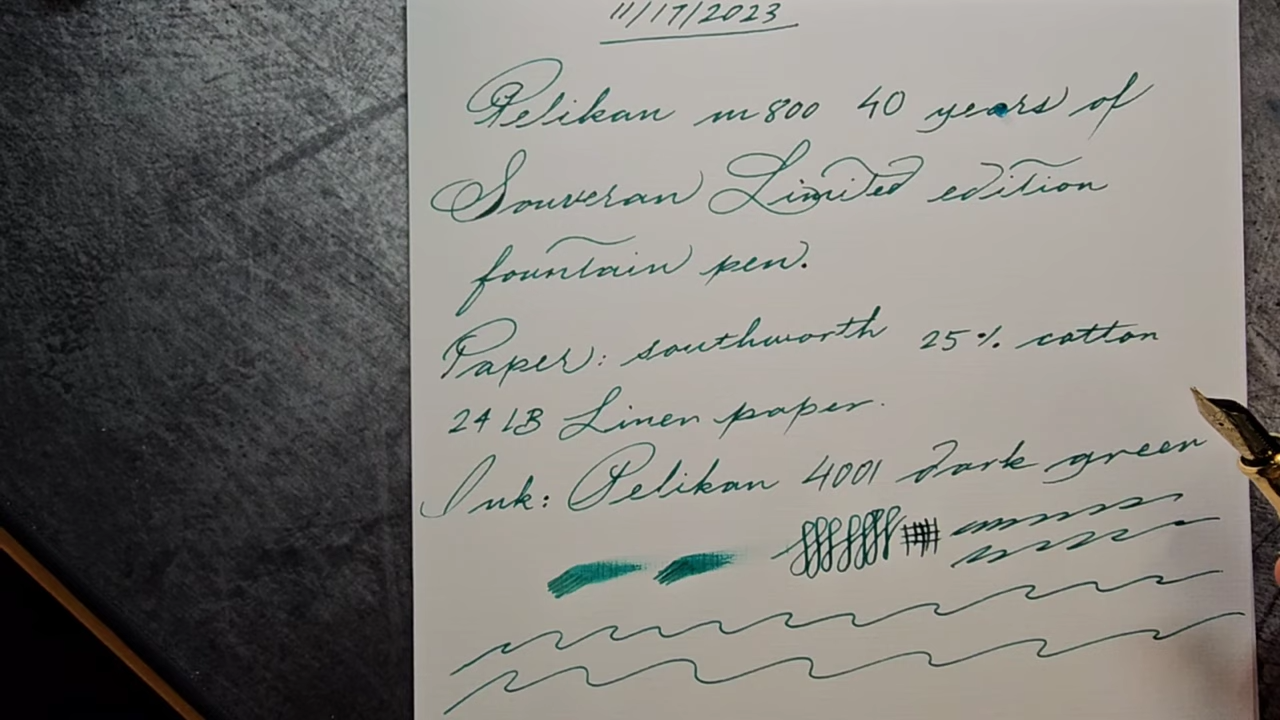 11/17/2023
Pelikan m800 40 years of
Souveran Limited edition
fountain pen.
Paper: southworth 25% cotton
24 LB Linen paper.
Ink: Pelikan 4001 dark green